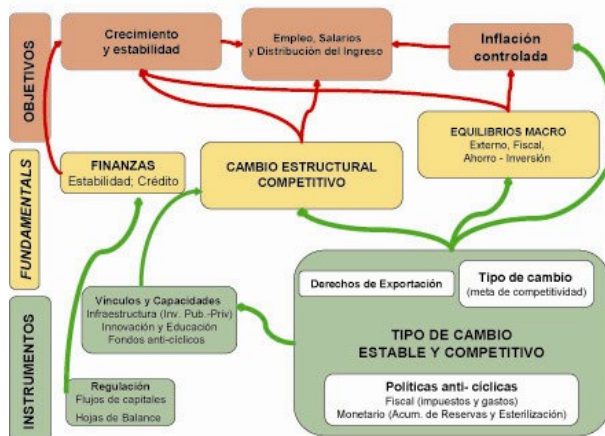 OBJETIVOS
Crecimiento
y estabilidad
Empleo, Salarios
y Distribución del Ingreso
Inflación
controlada
FUNDAMENTALS
FINANZAS
Estabilidad; Crédito
CAMBIO ESTRUCTURAL
COMPETITIVO
EQUILIBRIOS MACRO
Externo, Fiscal,
Ahorro - Inversión
INSTRUMENTOS
Vínculos y Capacidades
Infraestructura (Inv. Pub.-Priv)
Innovación y Educación
Fondos anti-cíclicos
Regulación
Flujos de capitales
Hojas de Balance
Derechos de Exportación
Tipo de cambio
(meta de competitividad)
TIPO DE CAMBIO
ESTABLE Y COMPETITIVO
Políticas anti- cíclicas
Fiscal (impuestos y gastos)
Monetario (Acum. de Reservas y Esterilización)